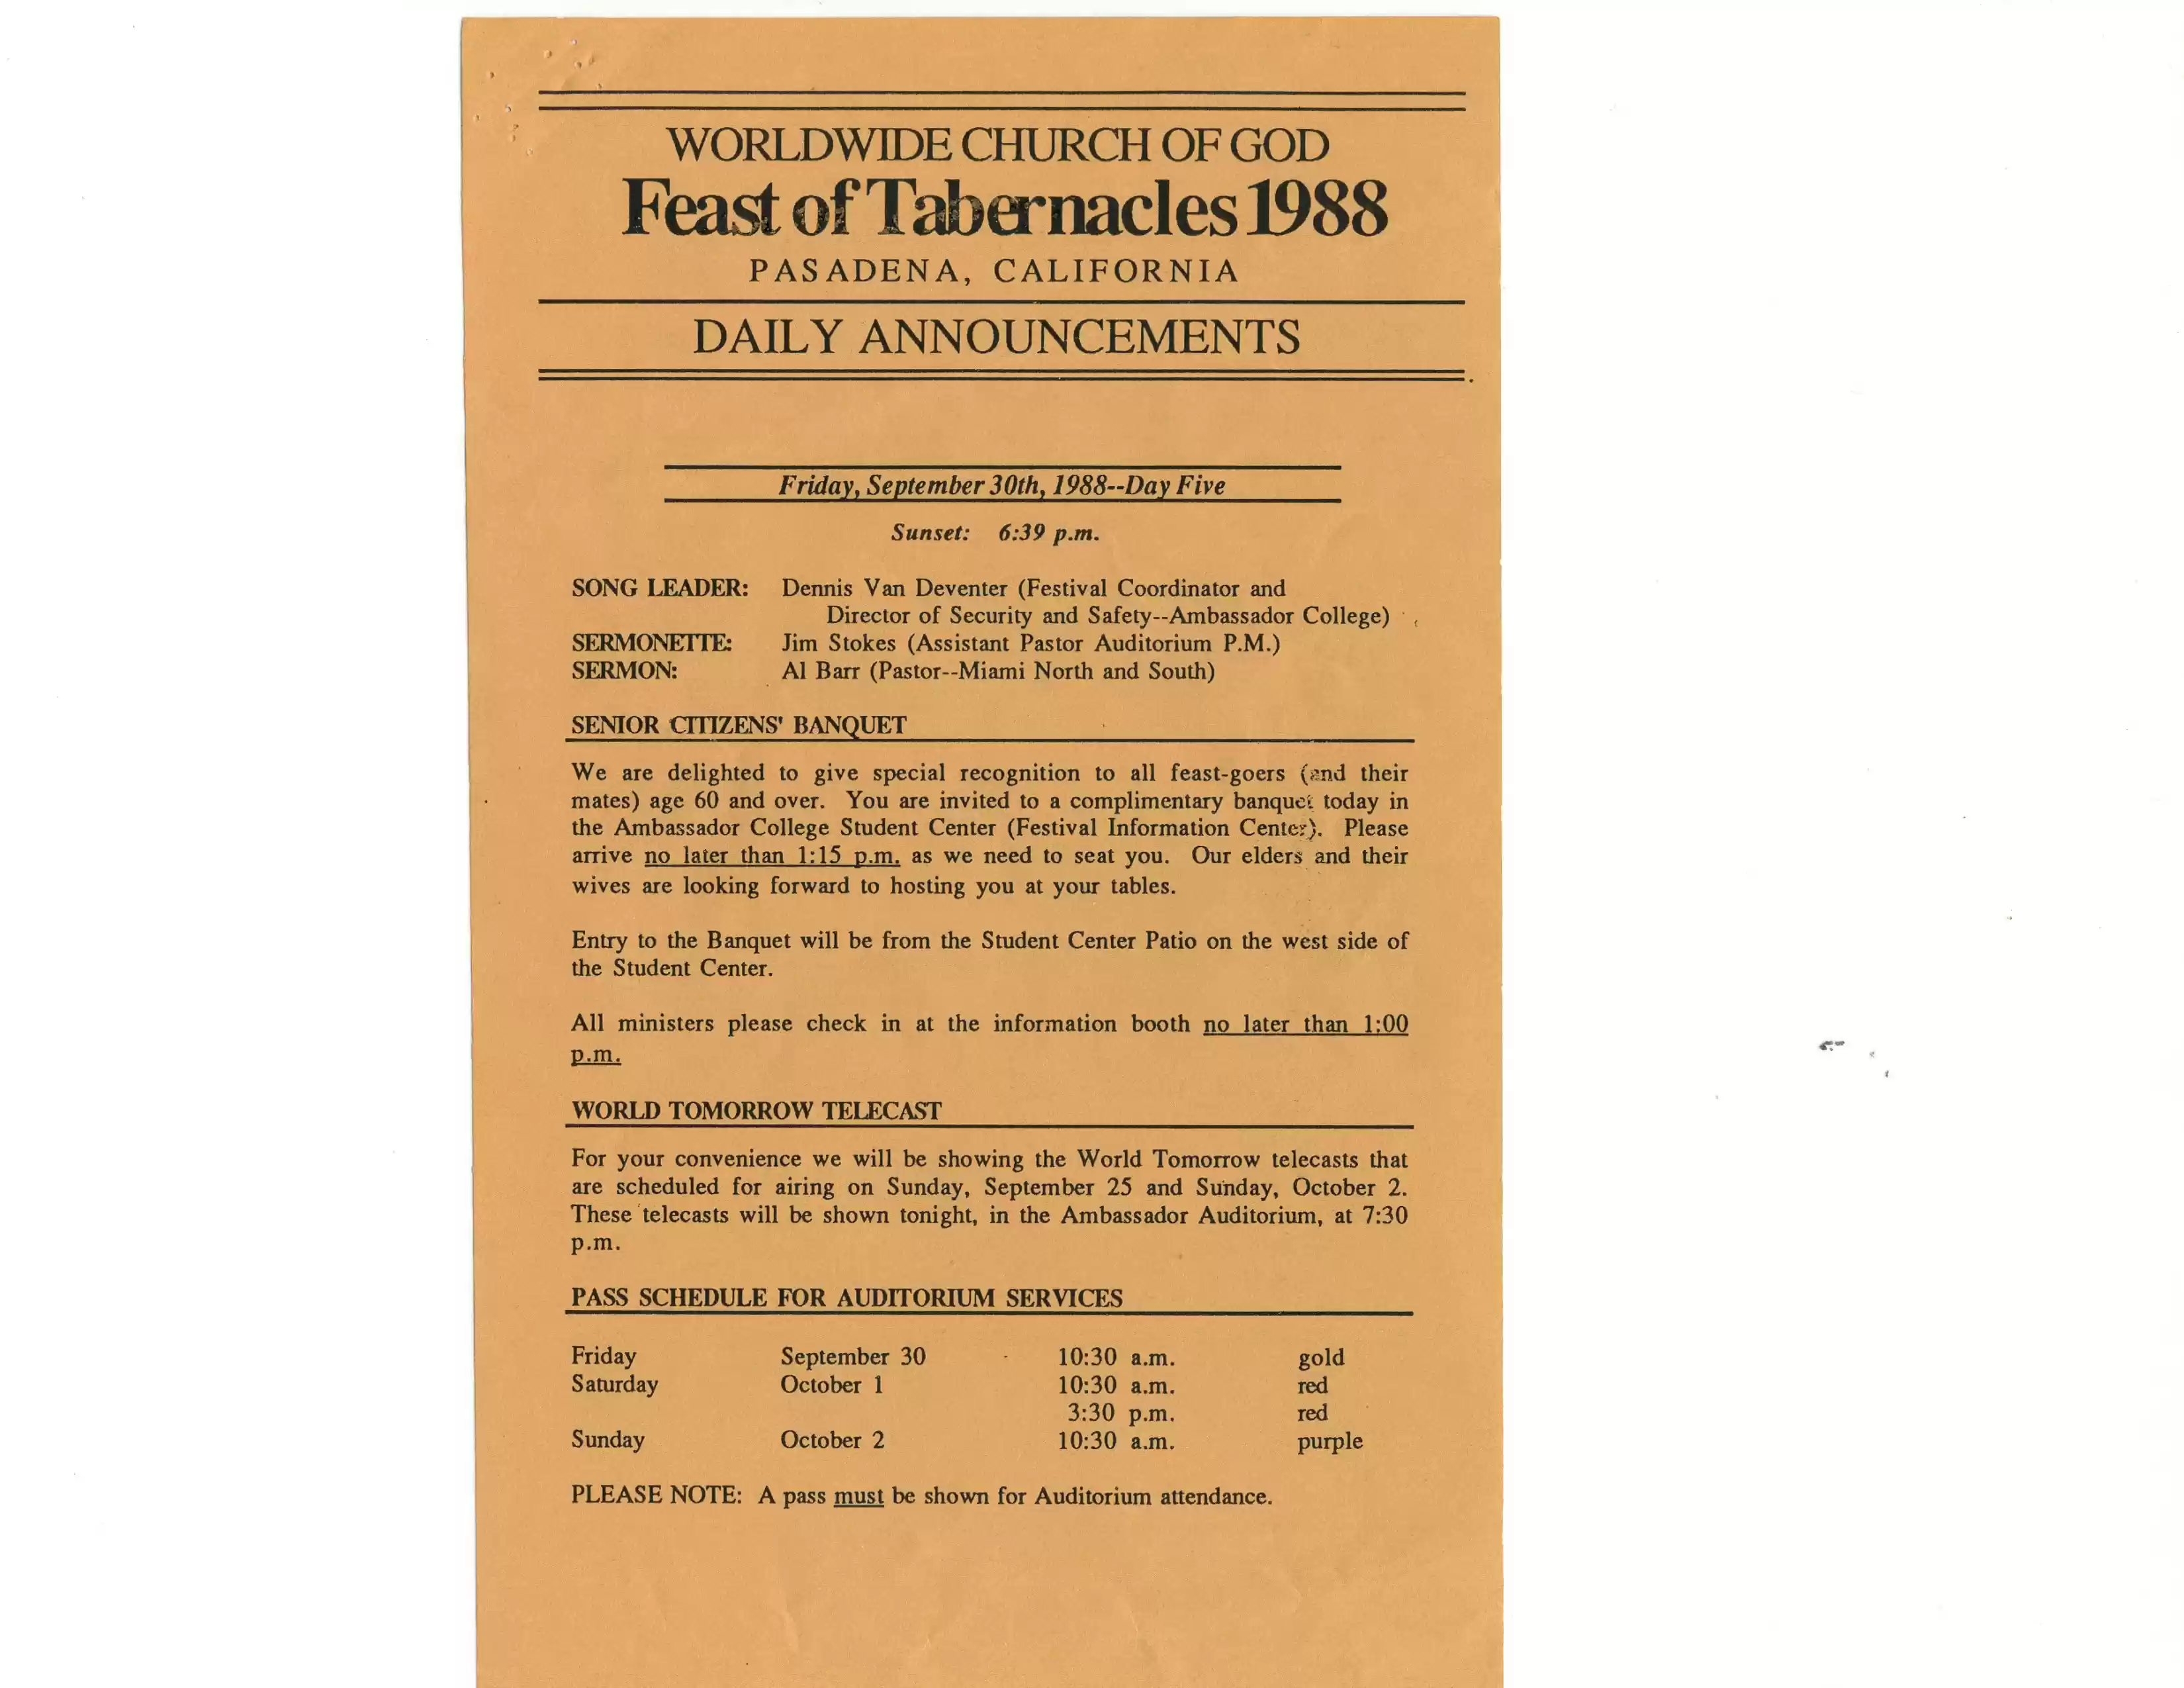 WORLDWIDE CHURCH OF GOD
Feast of Tabernacles 1988
PASADENA, CALIFORNIA
DAILY ANNOUNCEMENTS
Friday, September 30th, 1988--Day Five
Sunset: 6:39 p.m.
SONG LEADER: Dennis Van Deventer (Festival Coordinator and
Director of Security and Safety--Ambassador College)
SERMONETTE: Jim Stokes (Assistant Pastor Auditorium P.M.)
SERMON: Al Barr (Pastor--Miami North and South)
SENIOR CITIZENS' BANQUET
We are delighted to give special recognition to all feast-goers (and their
mates) age 60 and over. You are invited to a complimentary banquet today in
the Ambassador College Student Center (Festival Information Center). Please
arrive no later than 1:15 p.m. as we need to seat you. Our elders and their
wives are looking forward to hosting you at your tables.
Entry to the Banquet will be from the Student Center Patio on the west side of
the Student Center.
All ministers please check in at the information booth no later than 1:00
p.m.
WORLD TOMORROW TELECAST
For your convenience we will be showing the World Tomorrow telecasts that
are scheduled for airing on Sunday, September 25 and Sunday, October 2.
These telecasts will be shown tonight, in the Ambassador Auditorium, at 7:30
p.m.
PASS SCHEDULE FOR AUDITORIUM SERVICES
Friday September 30 10:30 a.m. gold
Saturday October 1 10:30 a.m. red
3:30 p.m. red
Sunday October 2 10:30 a.m. purple
PLEASE NOTE: A pass must be shown for Auditorium attendance.